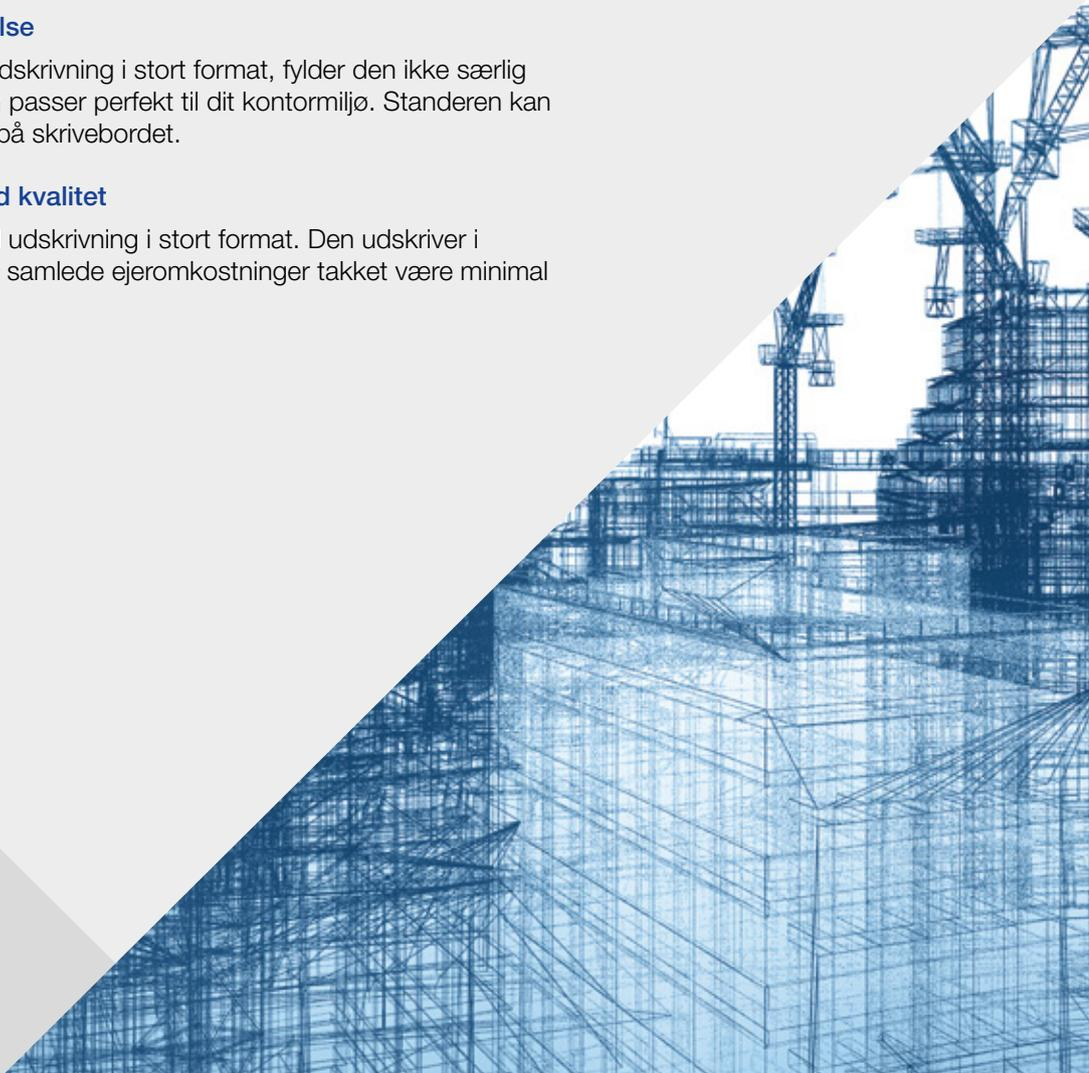 lse
dskrivning i stort format, fylder den ikke særlig
passer perfekt til dit kontormiljø. Standeren kan
på skrivebordet.
d kvalitet
udskrivning i stort format. Den udskriver i
samlede ejeromkostninger takket være minimal